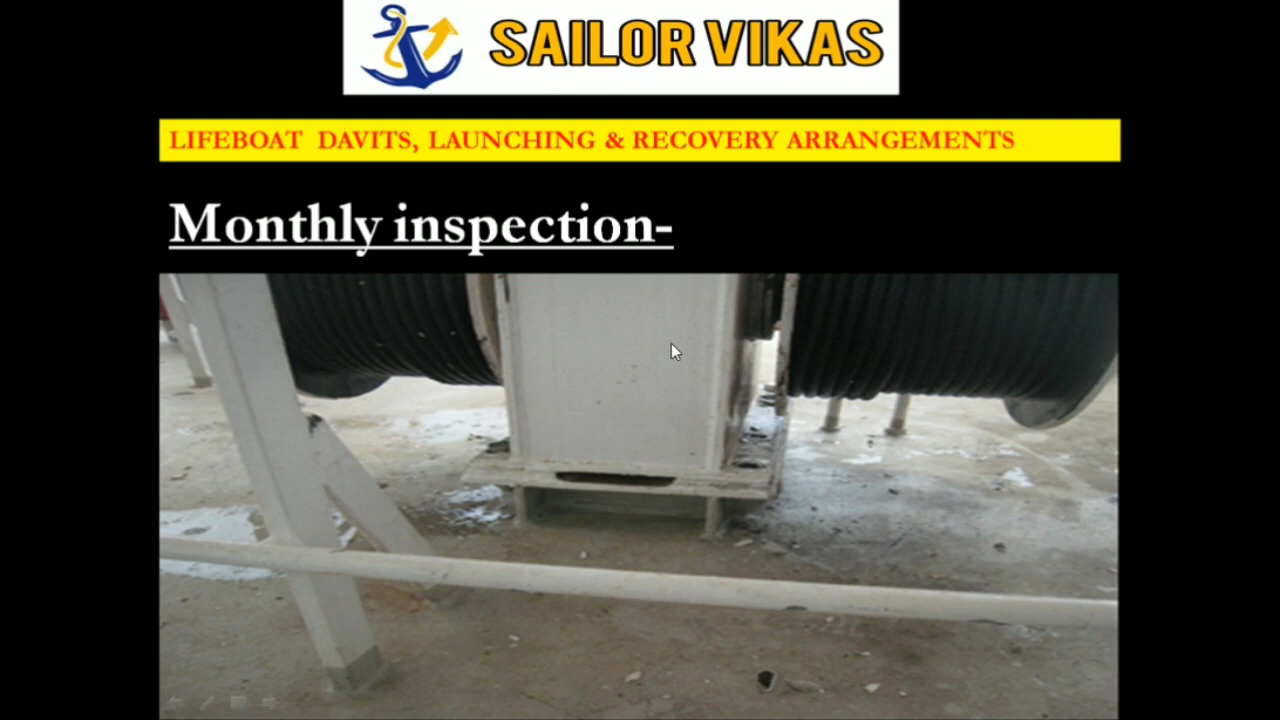 SAILOR VIKAS
LIFEBOAT DAVITS, LAUNCHING & RECOVERY ARRANGEMENTS
Monthly inspection-